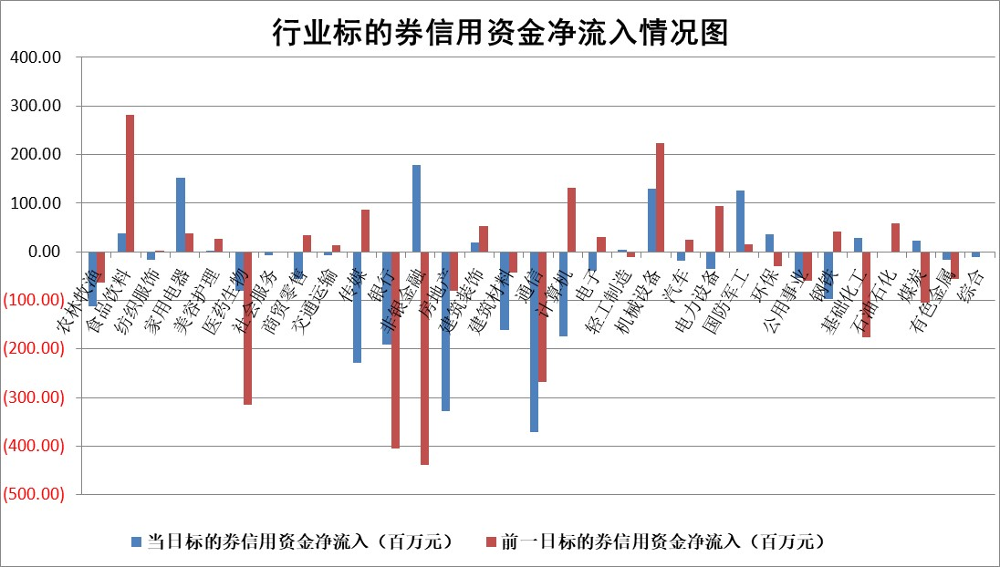 行业标的券信用资金净流入情况图
400.00
300.00
200.00
100.00
0.00
(100.00)
(200.00)
(300.00)
(400.00)
(500.00)
农林牧渔
食品饮料
纺织服饰
家用电器
美容护理
医药生物
社会服务
商贸零售
交通运输
传媒
银行
非银金融
房地产
建筑装饰
建筑材料
通信
计算机
电子
轻工制造
机械设备
汽车
电力设备
国防军工
环保
公用事业
钢铁
基础化工
石油石化
煤炭
有色金属
综合
当日标的券信用资金净流入（百万元）
前一日标的券信用资金净流入（百万元）